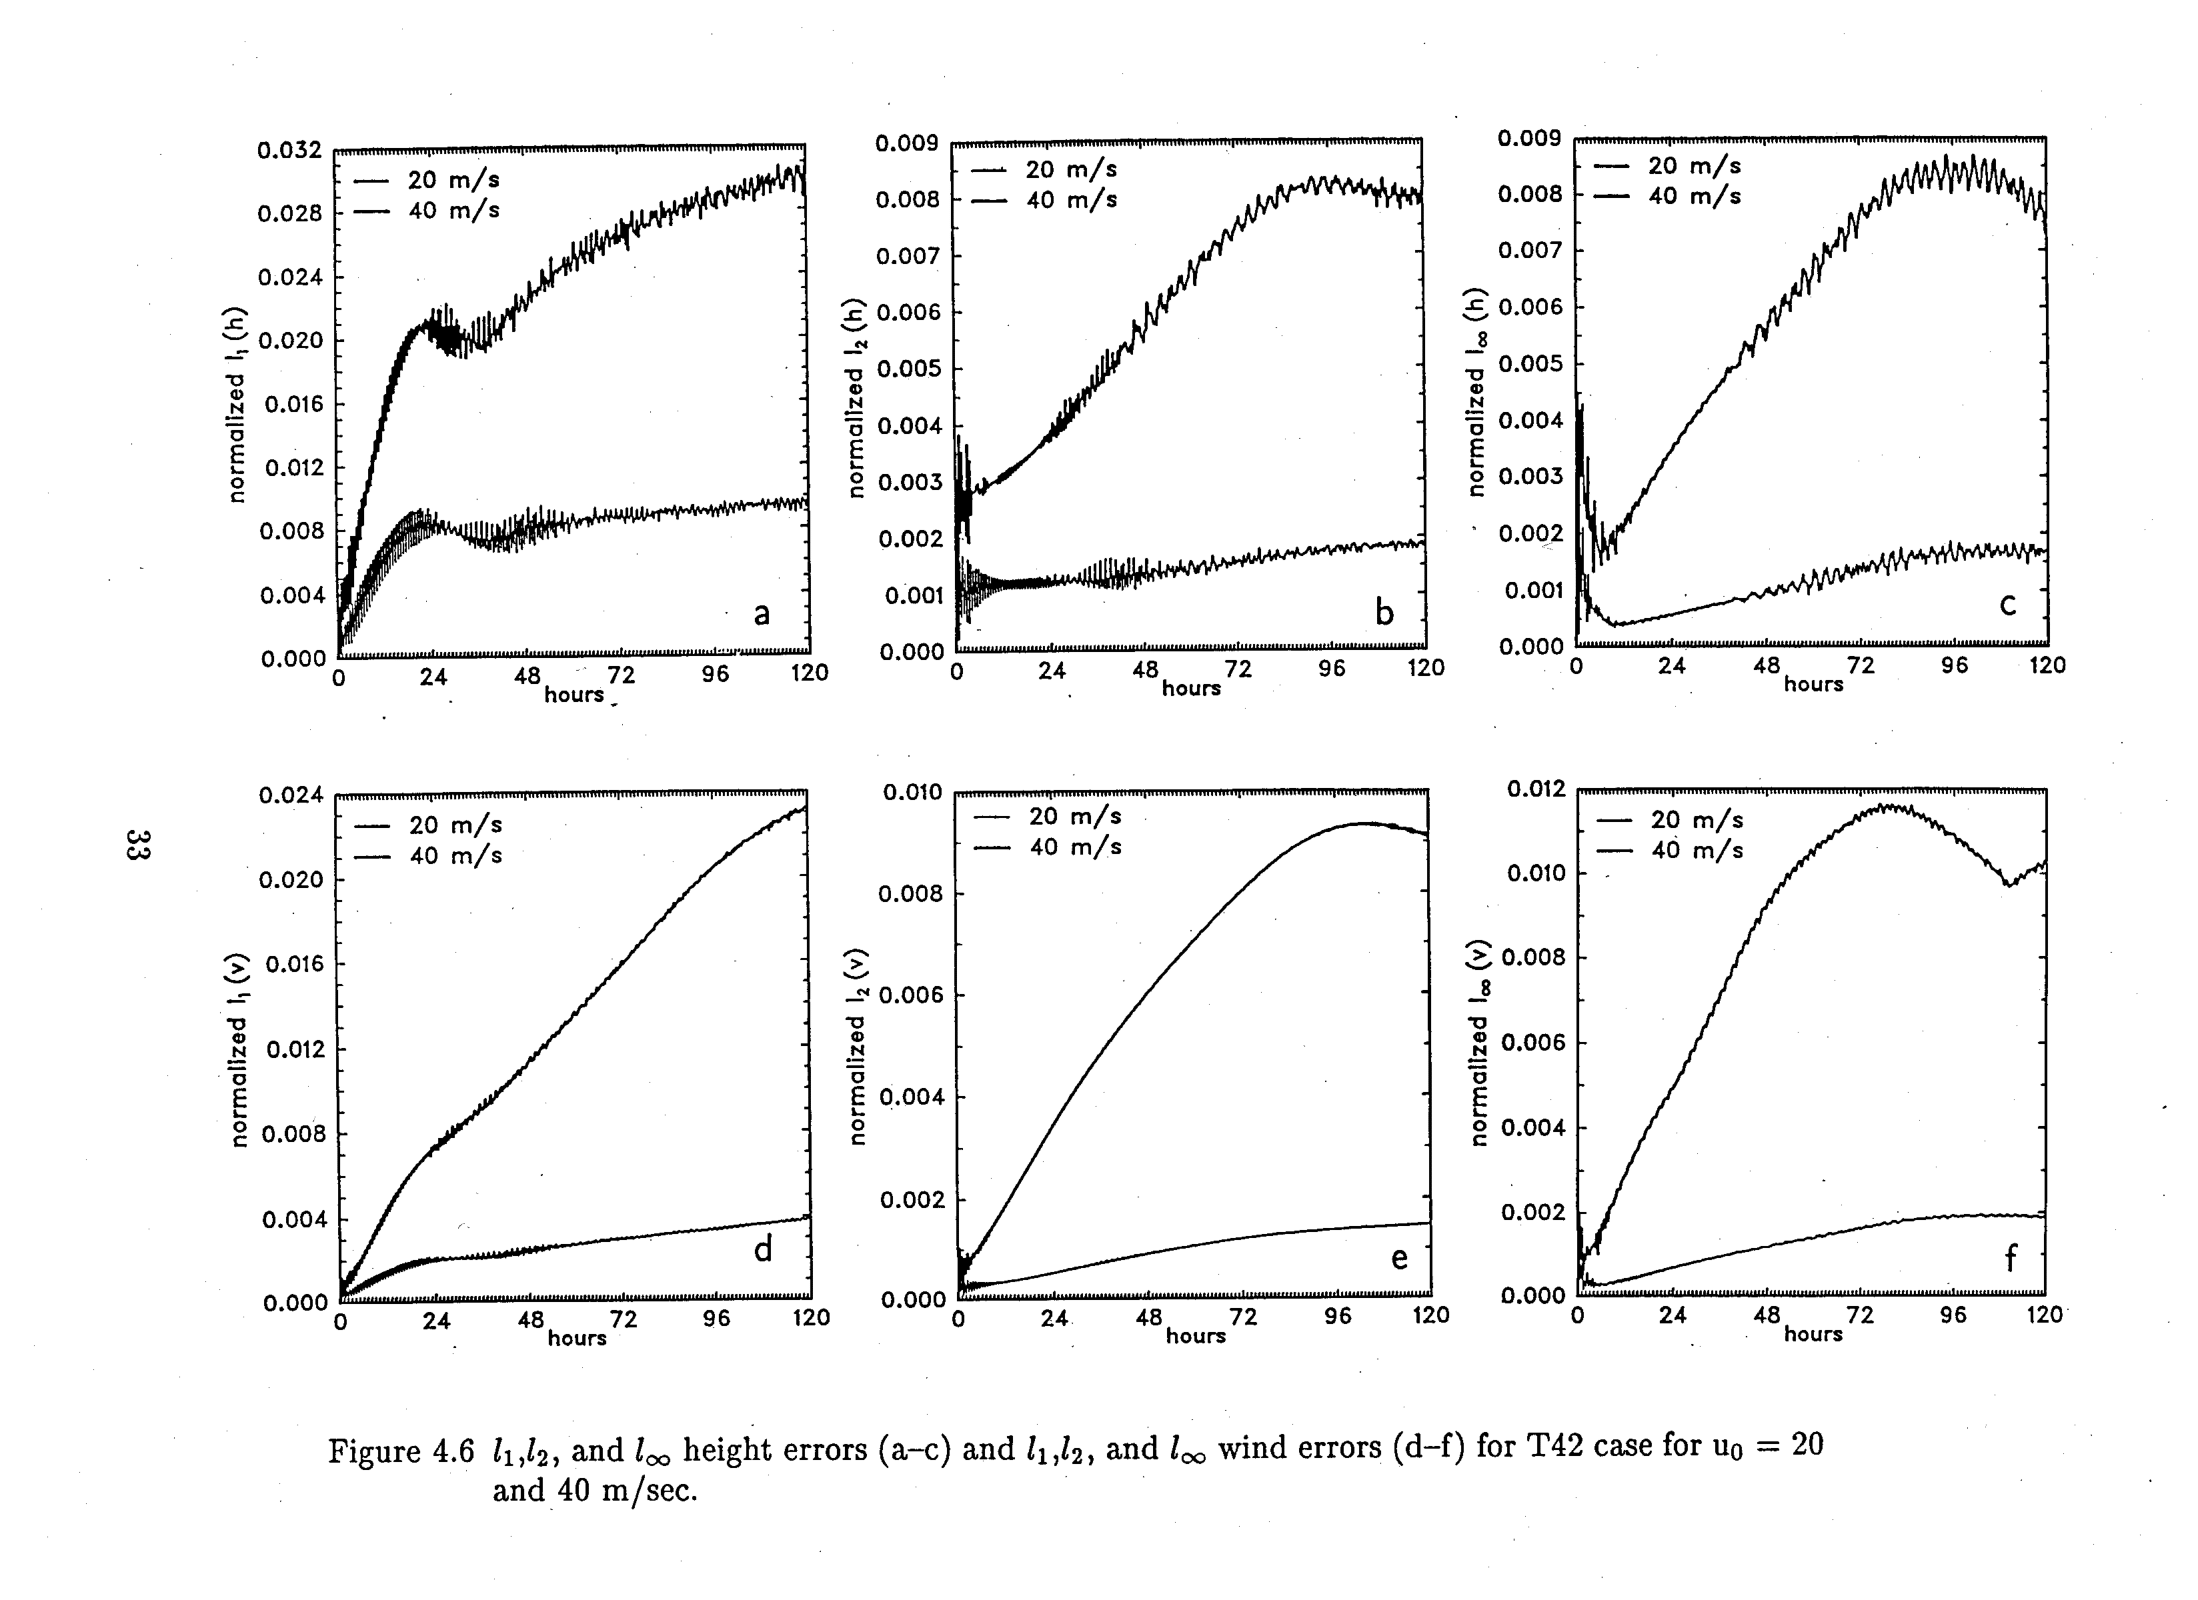 0.032
0.028
0.024
0.020
0.016
0.012
0.008
0.004
0.000
normalized l₁ (h)
20 m/s
40 m/s
a
0 24 48 72 96 120
hours
0.009
0.008
0.007
0.006
0.005
0.004
0.003
0.002
0.001
0.000
normalized l₂ (h)
20 m/s
40 m/s
b
0 24 48 72 96 120
hours
0.009
0.008
0.007
0.006
0.005
0.004
0.003
0.002
0.001
0.000
normalized l∞ (h)
20 m/s
40 m/s
c
0 24 48 72 96 120
hours
0.024
0.020
0.016
0.012
0.008
0.004
0.000
normalized l₁ (v)
20 m/s
40 m/s
d
0 24 48 72 96 120
hours
0.010
0.008
0.006
0.004
0.002
0.000
normalized l₂ (v)
20 m/s
40 m/s
e
0 24 48 72 96 120
hours
0.012
0.010
0.008
0.006
0.004
0.002
0.000
normalized l∞ (v)
20 m/s
40 m/s
f
0 24 48 72 96 120
hours
Figure 4.6 l₁,l₂, and l∞ height errors (a–c) and l₁,l₂, and l∞ wind errors (d–f) for T42 case for u₀ = 20
and 40 m/sec.
33